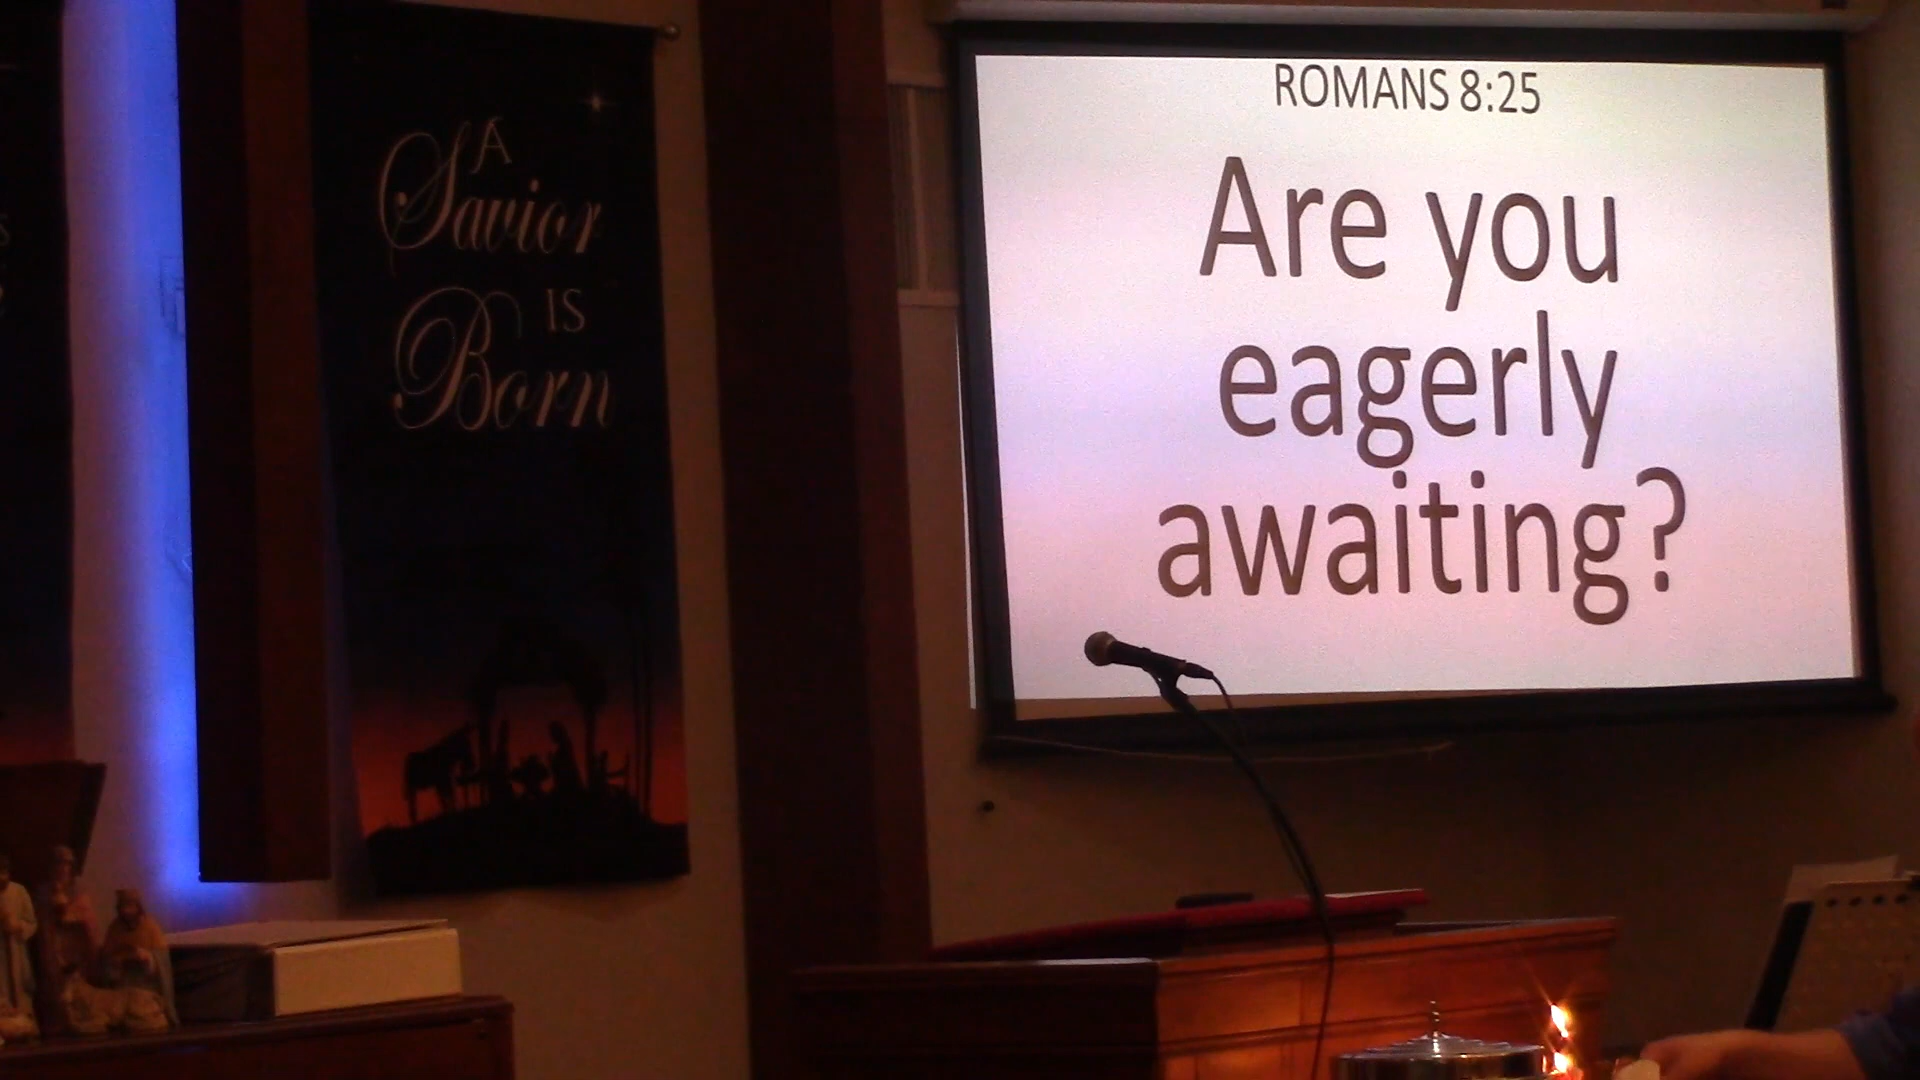 A
Savior
IS
Born
ROMANS 8:25
Are you
eagerly
awaiting?